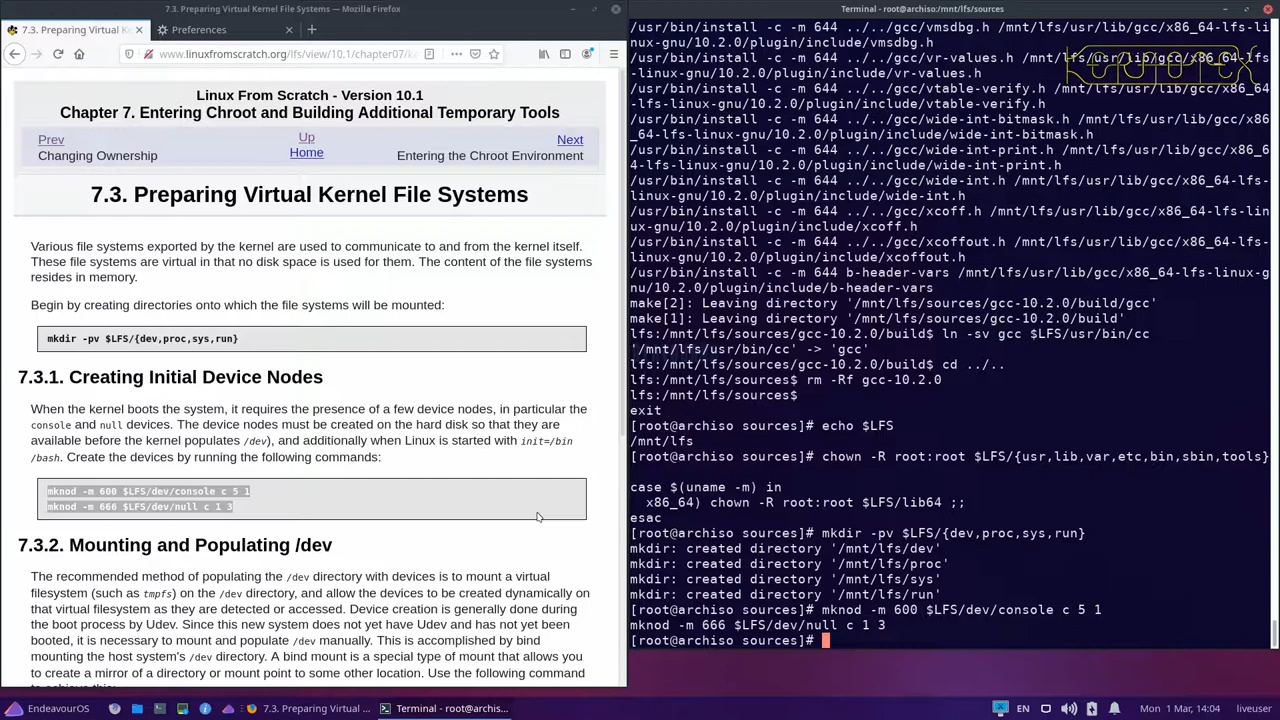 7.3. Preparing Virtual Kernel File Systems — Mozilla Firefox
7.3. Preparing Virtual Ke
Preferences
www.linuxfromscratch.org/lfs/view/10.1/chapter07/ke
Linux From Scratch - Version 10.1
Chapter 7. Entering Chroot and Building Additional Temporary Tools
Prev
Up
Next
Changing Ownership
Home
Entering the Chroot Environment
7.3. Preparing Virtual Kernel File Systems
Various file systems exported by the kernel are used to communicate to and from the kernel itself.
These file systems are virtual in that no disk space is used for them. The content of the file systems
resides in memory.
Begin by creating directories onto which the file systems will be mounted:
mkdir -pv $LFS/{dev,proc,sys,run}
7.3.1. Creating Initial Device Nodes
When the kernel boots the system, it requires the presence of a few device nodes, in particular the
console and null devices. The device nodes must be created on the hard disk so that they are
available before the kernel populates /dev), and additionally when Linux is started with init=/bin
/bash. Create the devices by running the following commands:
mknod -m 600 $LFS/dev/console c 5 1
mknod -m 666 $LFS/dev/null c 1 3
7.3.2. Mounting and Populating /dev
The recommended method of populating the /dev directory with devices is to mount a virtual
filesystem (such as tmpfs) on the /dev directory, and allow the devices to be created dynamically on
that virtual filesystem as they are detected or accessed. Device creation is generally done during
the boot process by Udev. Since this new system does not yet have Udev and has not yet been
booted, it is necessary to mount and populate /dev manually. This is accomplished by bind
mounting the host system's /dev directory. A bind mount is a special type of mount that allows you
to create a mirror of a directory or mount point to some other location. Use the following command
to achieve this:
Terminal - root@archiso:/mnt/lfs/sources
/usr/bin/install -c -m 644 ../../gcc/vmsdbg.h /mnt/lfs/usr/lib/gcc/x86_64-lfs-li
nux-gnu/10.2.0/plugin/include/vmsdbg.h
/usr/bin/install -c -m 644 ../../gcc/vr-values.h /mnt/lfs/usr/lib/gcc/x86_64-lfs
-linux-gnu/10.2.0/plugin/include/vr-values.h
/usr/bin/install -c -m 644 ../../gcc/vtable-verify.h /mnt/lfs/usr/lib/gcc/x86_64
-lfs-linux-gnu/10.2.0/plugin/include/vtable-verify.h
/usr/bin/install -c -m 644 ../../gcc/wide-int-bitmask.h /mnt/lfs/usr/lib/gcc/x86
_64-lfs-linux-gnu/10.2.0/plugin/include/wide-int-bitmask.h
/usr/bin/install -c -m 644 ../../gcc/wide-int-print.h /mnt/lfs/usr/lib/gcc/x86_6
4-lfs-linux-gnu/10.2.0/plugin/include/wide-int-print.h
/usr/bin/install -c -m 644 ../../gcc/wide-int.h /mnt/lfs/usr/lib/gcc/x86_64-lfs-
linux-gnu/10.2.0/plugin/include/wide-int.h
/usr/bin/install -c -m 644 ../../gcc/xcoff.h /mnt/lfs/usr/lib/gcc/x86_64-lfs-lin
ux-gnu/10.2.0/plugin/include/xcoff.h
/usr/bin/install -c -m 644 ../../gcc/xcoffout.h /mnt/lfs/usr/lib/gcc/x86_64-lfs-
linux-gnu/10.2.0/plugin/include/xcoffout.h
/usr/bin/install -c -m 644 b-header-vars /mnt/lfs/usr/lib/gcc/x86_64-lfs-linux-g
nu/10.2.0/plugin/include/b-header-vars
make[2]: Leaving directory '/mnt/lfs/sources/gcc-10.2.0/build/gcc'
make[1]: Leaving directory '/mnt/lfs/sources/gcc-10.2.0/build'
lfs:/mnt/lfs/sources/gcc-10.2.0/build$ ln -sv gcc $LFS/usr/bin/cc
'/mnt/lfs/usr/bin/cc' -> 'gcc'
lfs:/mnt/lfs/sources/gcc-10.2.0/build$ cd ../..
lfs:/mnt/lfs/sources$ rm -Rf gcc-10.2.0
lfs:/mnt/lfs/sources$
exit
[root@archiso sources]# echo $LFS
/mnt/lfs
[root@archiso sources]# chown -R root:root $LFS/{usr,lib,var,etc,bin,sbin,tools}
case $(uname -m) in
x86_64) chown -R root:root $LFS/lib64 ;;
esac
[root@archiso sources]# mkdir -pv $LFS/{dev,proc,sys,run}
mkdir: created directory '/mnt/lfs/dev'
mkdir: created directory '/mnt/lfs/proc'
mkdir: created directory '/mnt/lfs/sys'
mkdir: created directory '/mnt/lfs/run'
[root@archiso sources]# mknod -m 600 $LFS/dev/console c 5 1
mknod -m 666 $LFS/dev/null c 1 3
[root@archiso sources]#
EndeavourOS
7.3. Preparing Virtual ...
Terminal - root@archis...
EN
Mon 1 Mar, 14:04
liveuser